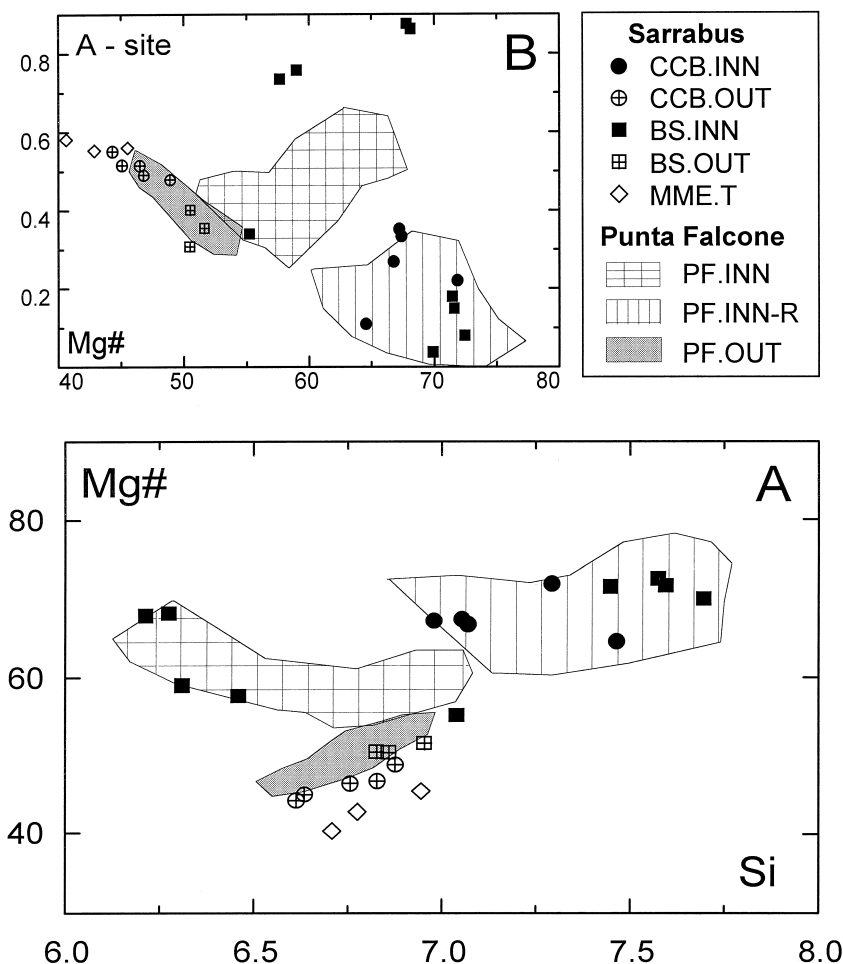 A - site
B
0.8
0.6
0.4
0.2
Mg#
40 50 60 70 80
Sarrabus
CCB.INN
CCB.OUT
BS.INN
BS.OUT
MME.T
Punta Falcone
PF.INN
PF.INN-R
PF.OUT
Mg#
A
80
60
40
Si
6.0 6.5 7.0 7.5 8.0